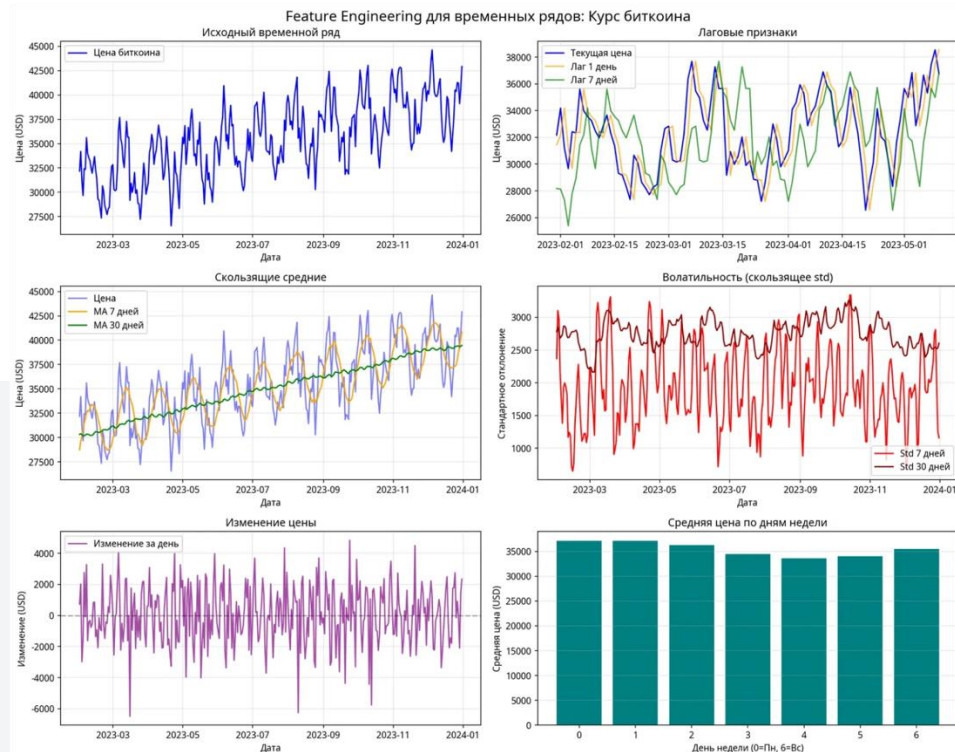 Feature Engineering для временных рядов: Курс биткоина
Исходный временной ряд
Цена биткоина
45000
42500
40000
37500
35000
32500
30000
27500
Цена (USD)
2023-03 2023-05 2023-07 2023-09 2023-11 2024-01
Дата
Лаговые признаки
Текущая цена
Лаг 1 день
Лаг 7 дней
38000
36000
34000
32000
30000
28000
26000
Цена (USD)
2023-02-01 2023-02-15 2023-03-01 2023-03-15 2023-04-01 2023-04-15 2023-05-01
Дата
Скользящие средние
Цена
MA 7 дней
MA 30 дней
45000
42500
40000
37500
35000
32500
30000
27500
Цена (USD)
2023-03 2023-05 2023-07 2023-09 2023-11 2024-01
Дата
Волатильность (скользящее std)
3000
2500
2000
1500
1000
Стандартное отклонение
Std 7 дней
Std 30 дней
2023-03 2023-05 2023-07 2023-09 2023-11 2024-01
Дата
Изменение цены
Изменение за день
4000
2000
0
-2000
-4000
-6000
Изменение (USD)
2023-03 2023-05 2023-07 2023-09 2023-11 2024-01
Дата
Средняя цена по дням недели
35000
30000
25000
20000
15000
10000
5000
0
Средняя цена (USD)
0 1 2 3 4 5 6
День недели (0=Пн, 6=Вс)